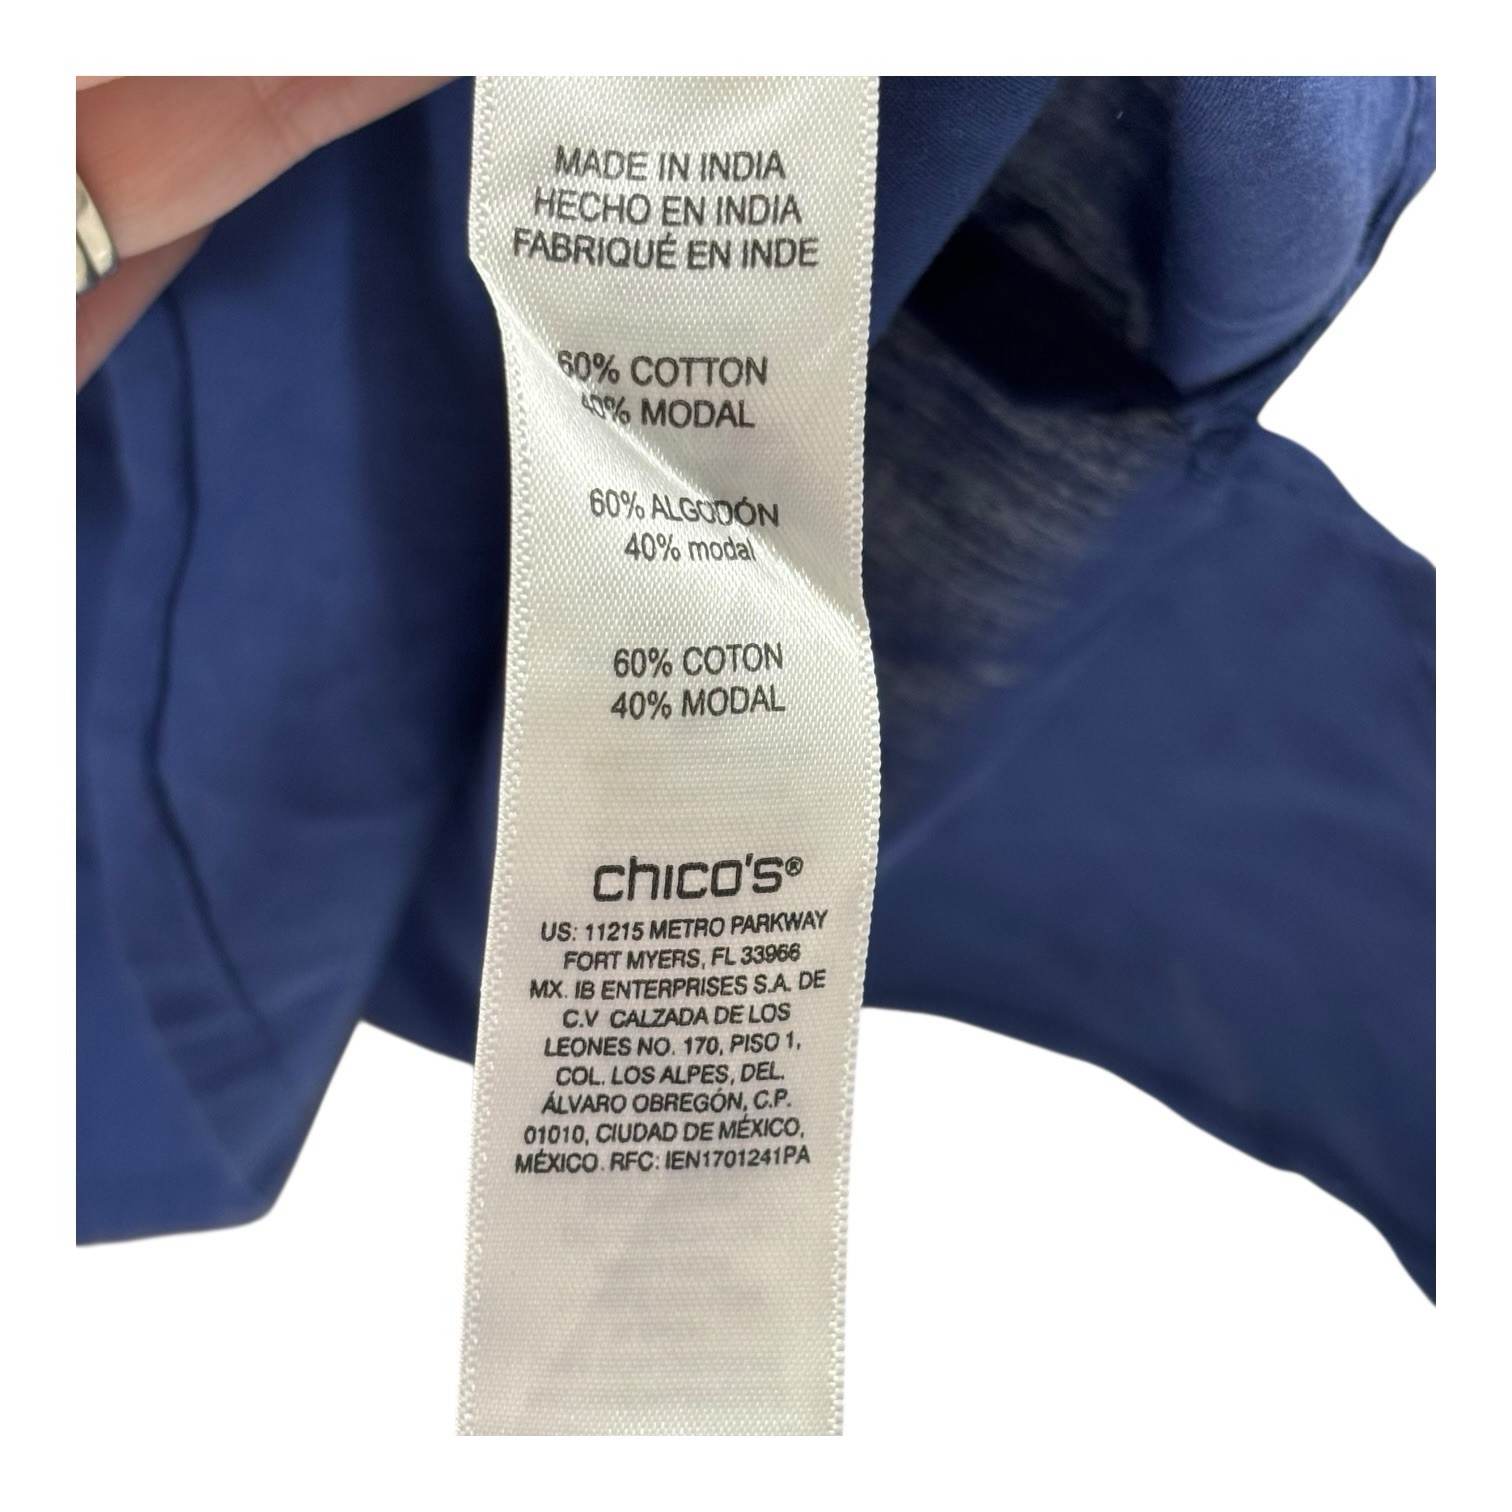 MADE IN INDIA
HECHO EN INDIA
FABRIQUÉ EN INDE
60% COTTON
40% MODAL
60% ALGODÓN
40% modal
60% COTON
40% MODAL
chico's®
US: 11215 METRO PARKWAY
FORT MYERS, FL 33966
MX. IB ENTERPRISES S.A. DE
C.V CALZADA DE LOS
LEONES NO. 170, PISO 1,
COL. LOS ALPES, DEL.
ÁLVARO OBREGÓN, C.P.
01010, CIUDAD DE MÉXICO,
MÉXICO. RFC: IEN1701241PA